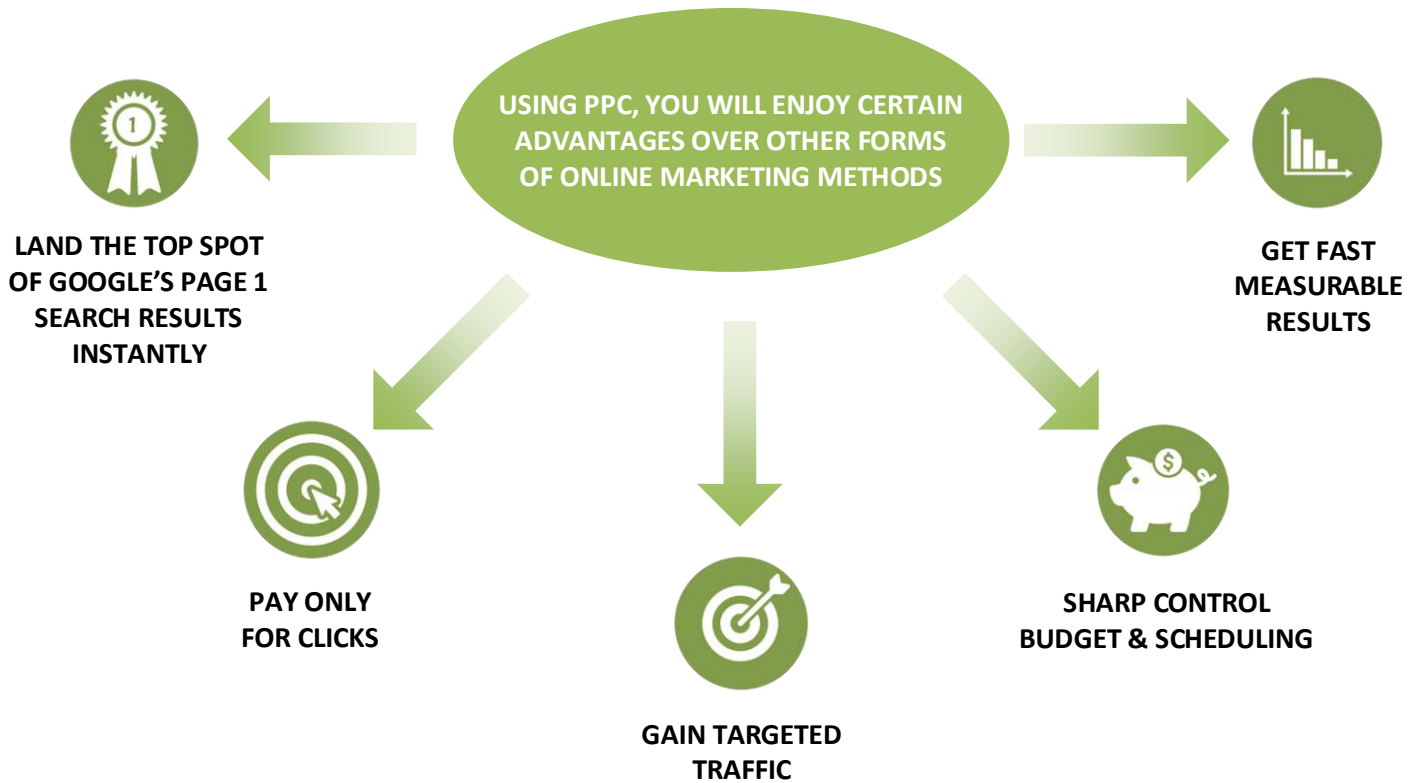 USING PPC, YOU WILL ENJOY CERTAIN
ADVANTAGES OVER OTHER FORMS
OF ONLINE MARKETING METHODS
1
LAND THE TOP SPOT
OF GOOGLE’S PAGE 1
SEARCH RESULTS
INSTANTLY
GET FAST
MEASURABLE
RESULTS
PAY ONLY
FOR CLICKS
$
SHARP CONTROL
BUDGET & SCHEDULING
GAIN TARGETED
TRAFFIC